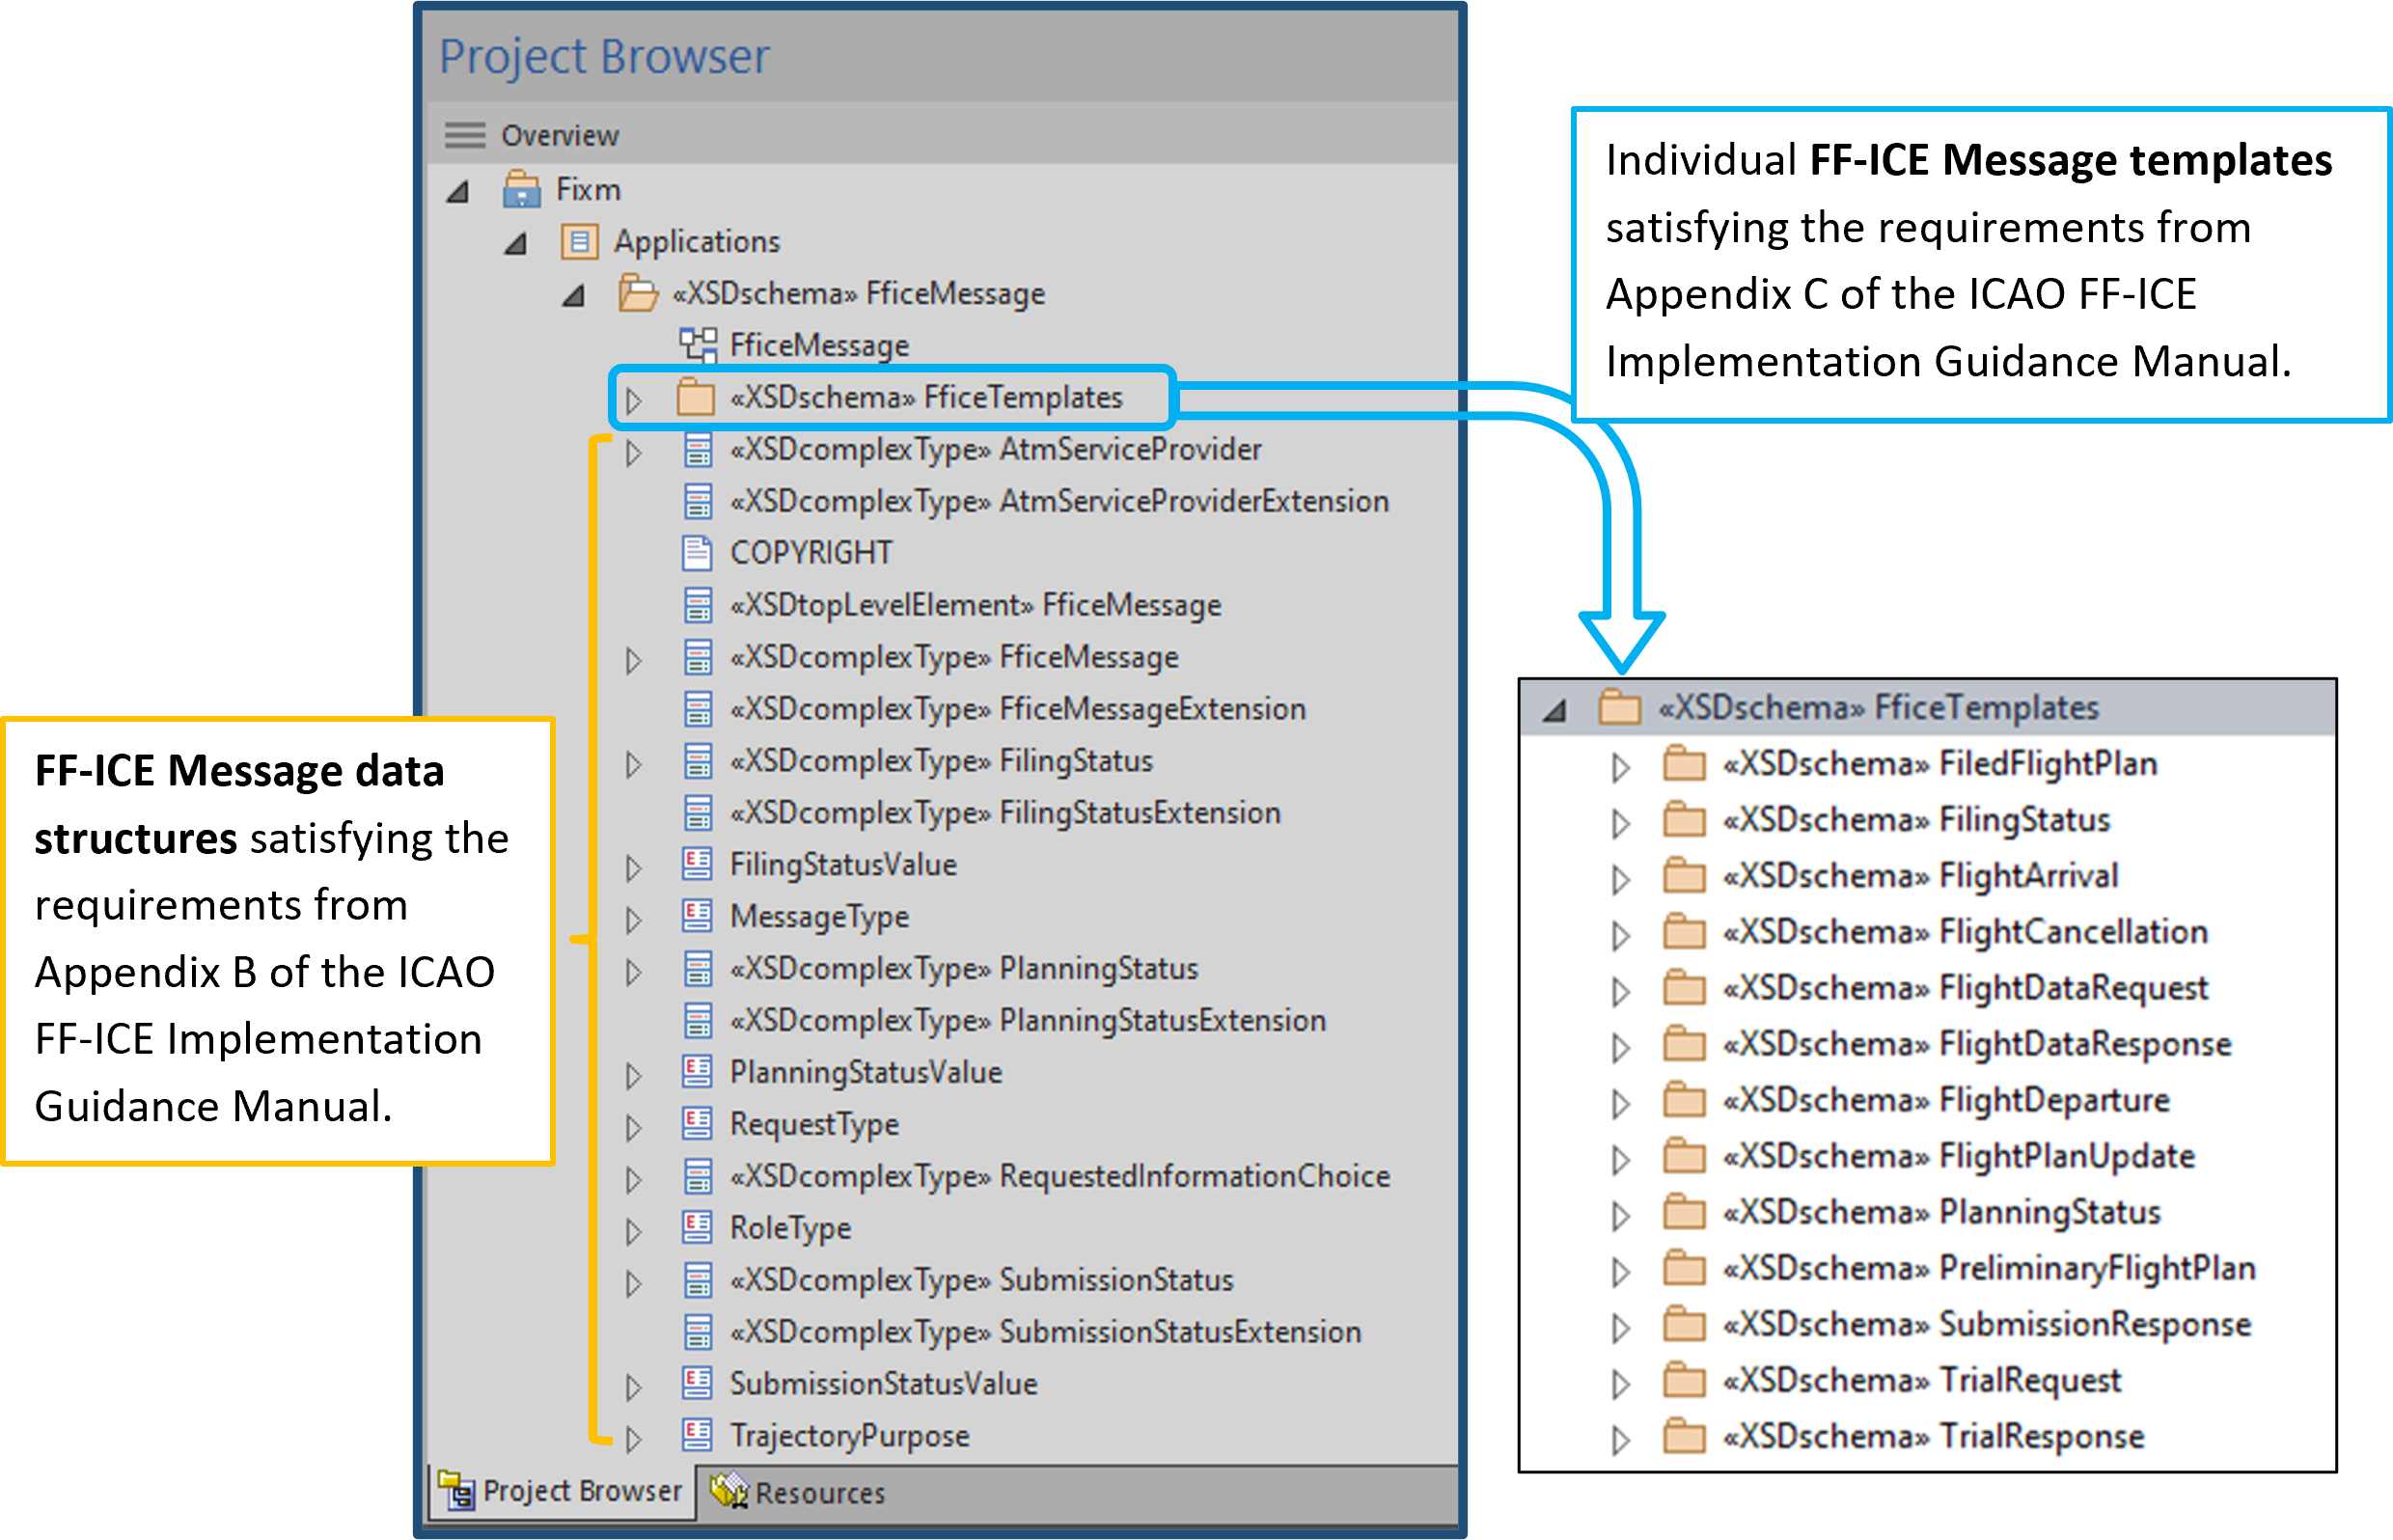 Project Browser
Overview
Fixm
Applications
«XSDschema» FficeMessage
FficeMessage
«XSDschema» FficeTemplates
«XSDcomplexType» AtmServiceProvider
«XSDcomplexType» AtmServiceProviderExtension
COPYRIGHT
«XSDtopLevelElement» FficeMessage
«XSDcomplexType» FficeMessage
«XSDcomplexType» FficeMessageExtension
«XSDcomplexType» FilingStatus
«XSDcomplexType» FilingStatusExtension
FilingStatusValue
MessageType
«XSDcomplexType» PlanningStatus
«XSDcomplexType» PlanningStatusExtension
PlanningStatusValue
RequestType
«XSDcomplexType» RequestedInformationChoice
RoleType
«XSDcomplexType» SubmissionStatus
«XSDcomplexType» SubmissionStatusExtension
SubmissionStatusValue
TrajectoryPurpose
Project Browser
Resources
FF-ICE Message data
structures satisfying the
requirements from
Appendix B of the ICAO
FF-ICE Implementation
Guidance Manual.
Individual FF-ICE Message templates
satisfying the requirements from
Appendix C of the ICAO FF-ICE
Implementation Guidance Manual.
«XSDschema» FficeTemplates
«XSDschema» FiledFlightPlan
«XSDschema» FilingStatus
«XSDschema» FlightArrival
«XSDschema» FlightCancellation
«XSDschema» FlightDataRequest
«XSDschema» FlightDataResponse
«XSDschema» FlightDeparture
«XSDschema» FlightPlanUpdate
«XSDschema» PlanningStatus
«XSDschema» PreliminaryFlightPlan
«XSDschema» SubmissionResponse
«XSDschema» TrialRequest
«XSDschema» TrialResponse